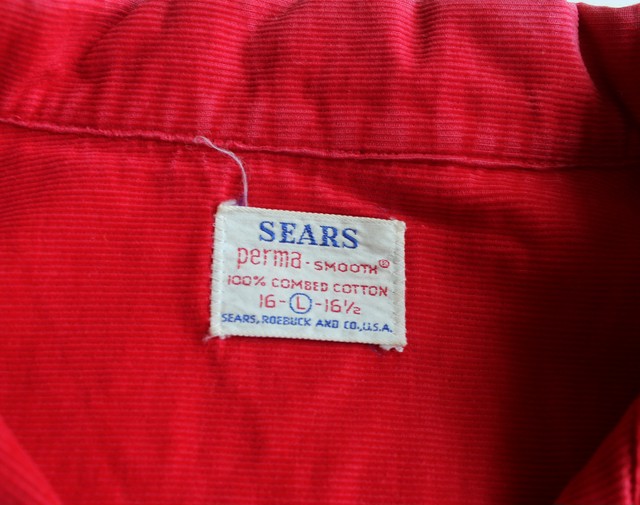 SEARS
perma-SMOOTH®
100% COMBED COTTON
16-L-16½
SEARS, ROEBUCK AND CO., U.S.A.